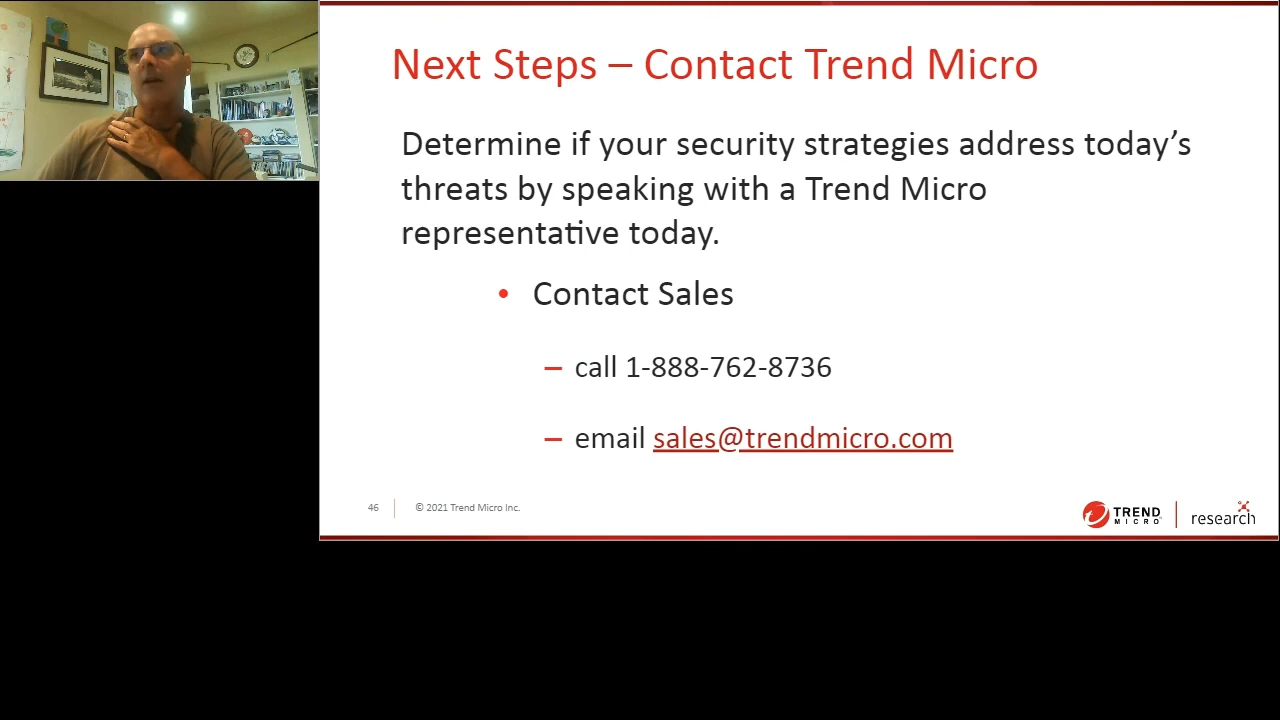 Next Steps – Contact Trend Micro
Determine if your security strategies address today’s
threats by speaking with a Trend Micro
representative today.
• Contact Sales
– call 1-888-762-8736
– email sales@trendmicro.com
46
© 2021 Trend Micro Inc.
TREND
MICRO
research